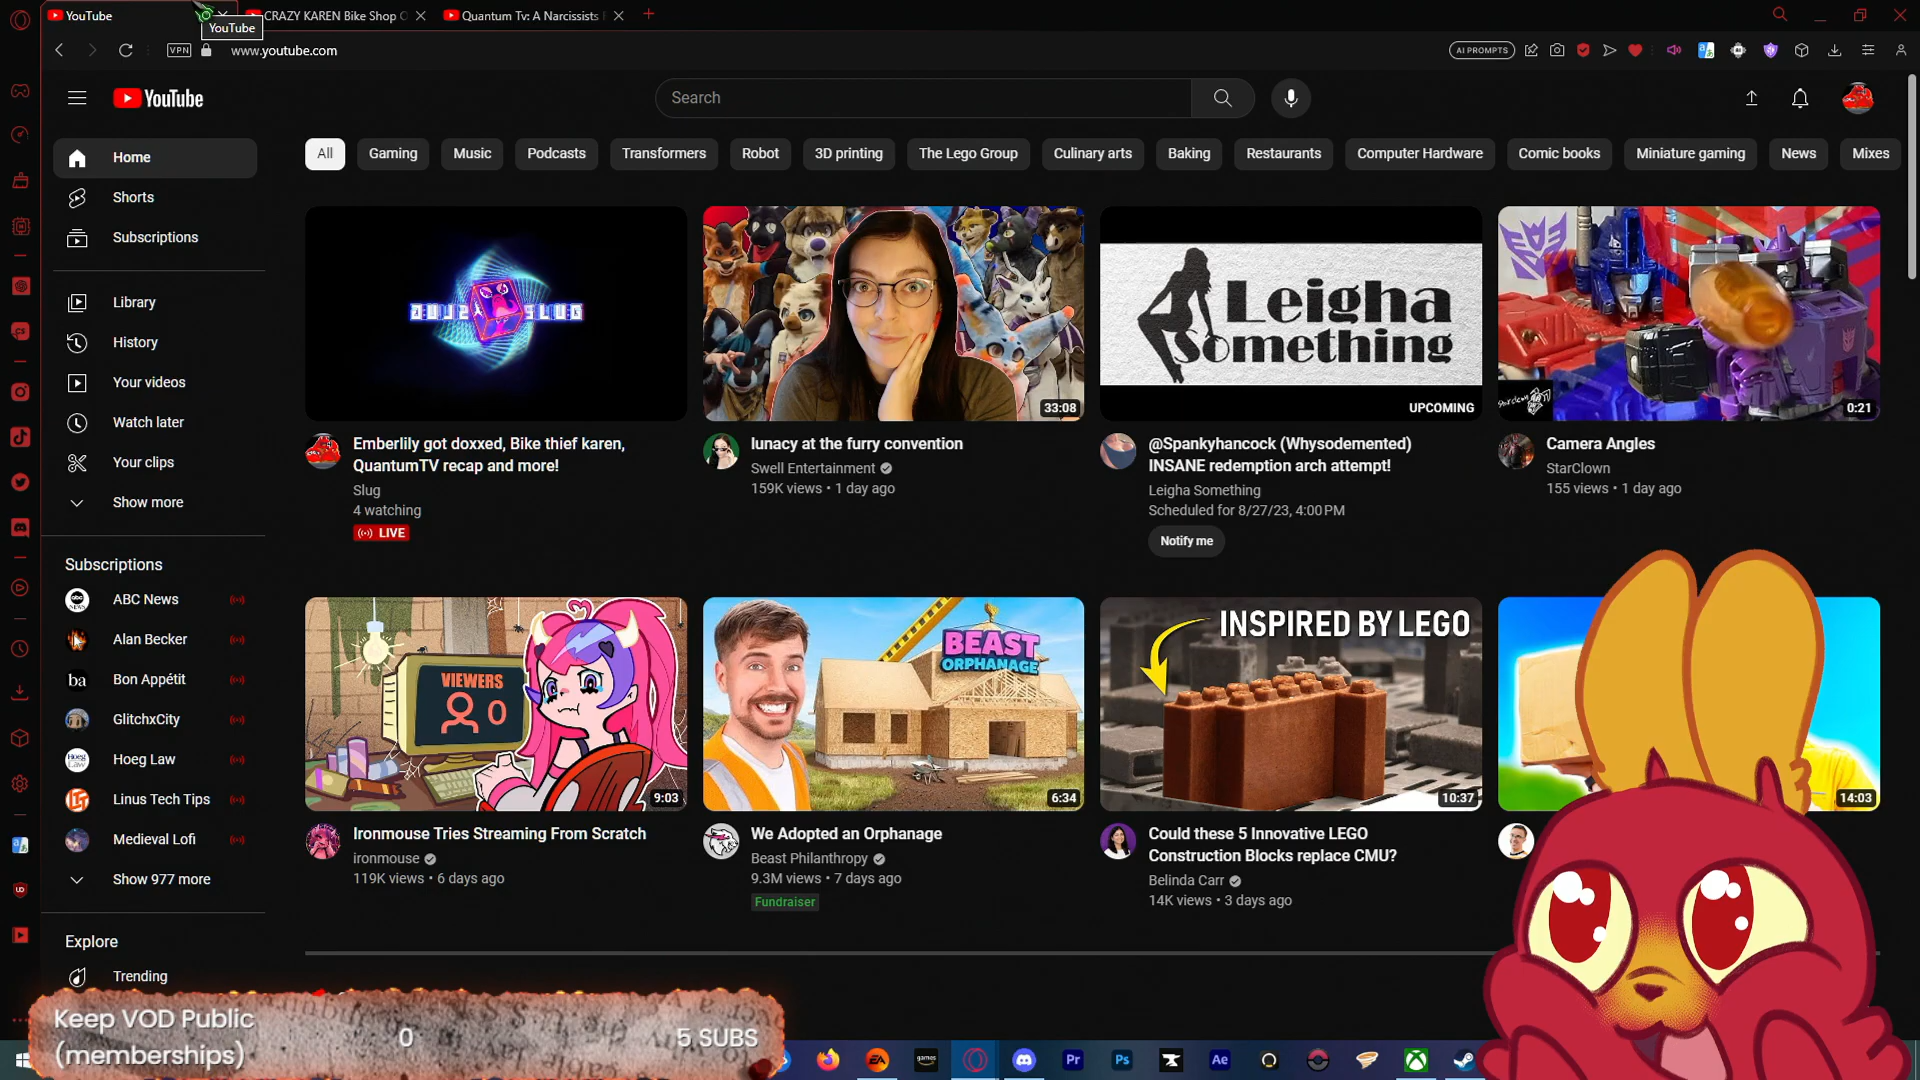 YouTube
CRAZY KAREN Bike Shop
Quantum Tv: A Narcissists
YouTube
VPN
www.youtube.com
AI PROMPTS
YouTube
Search
Home
Shorts
Subscriptions
Library
History
Your videos
Watch later
Your clips
Show more
Subscriptions
ABC News
Alan Becker
Bon Appétit
GlitchxCity
Hoeg Law
Linus Tech Tips
Medieval Lofi
Show 977 more
Explore
Trending
All
Gaming
Music
Podcasts
Transformers
Robot
3D printing
The Lego Group
Culinary arts
Baking
Restaurants
Computer Hardware
Comic books
Miniature gaming
News
Mixes
Emberlily got doxxed, Bike thief karen,
QuantumTV recap and more!
Slug
4 watching
LIVE
33:08
lunacy at the furry convention
Swell Entertainment
159K views • 1 day ago
Leigha
Something
UPCOMING
@Spankyhancock (Whysodemented)
INSANE redemption arch attempt!
Leigha Something
Scheduled for 8/27/23, 4:00 PM
Notify me
0:21
Camera Angles
StarClown
155 views • 1 day ago
VIEWERS
0
9:03
Ironmouse Tries Streaming From Scratch
ironmouse
119K views • 6 days ago
BEAST
ORPHANAGE
6:34
We Adopted an Orphanage
Beast Philanthropy
9.3M views • 7 days ago
Fundraiser
INSPIRED BY LEGO
10:37
Could these 5 Innovative LEGO
Construction Blocks replace CMU?
Belinda Carr
14K views • 3 days ago
14:03
Keep VOD Public
(memberships)
0
5 SUBS
EA
games
Pr
Ps
Ae